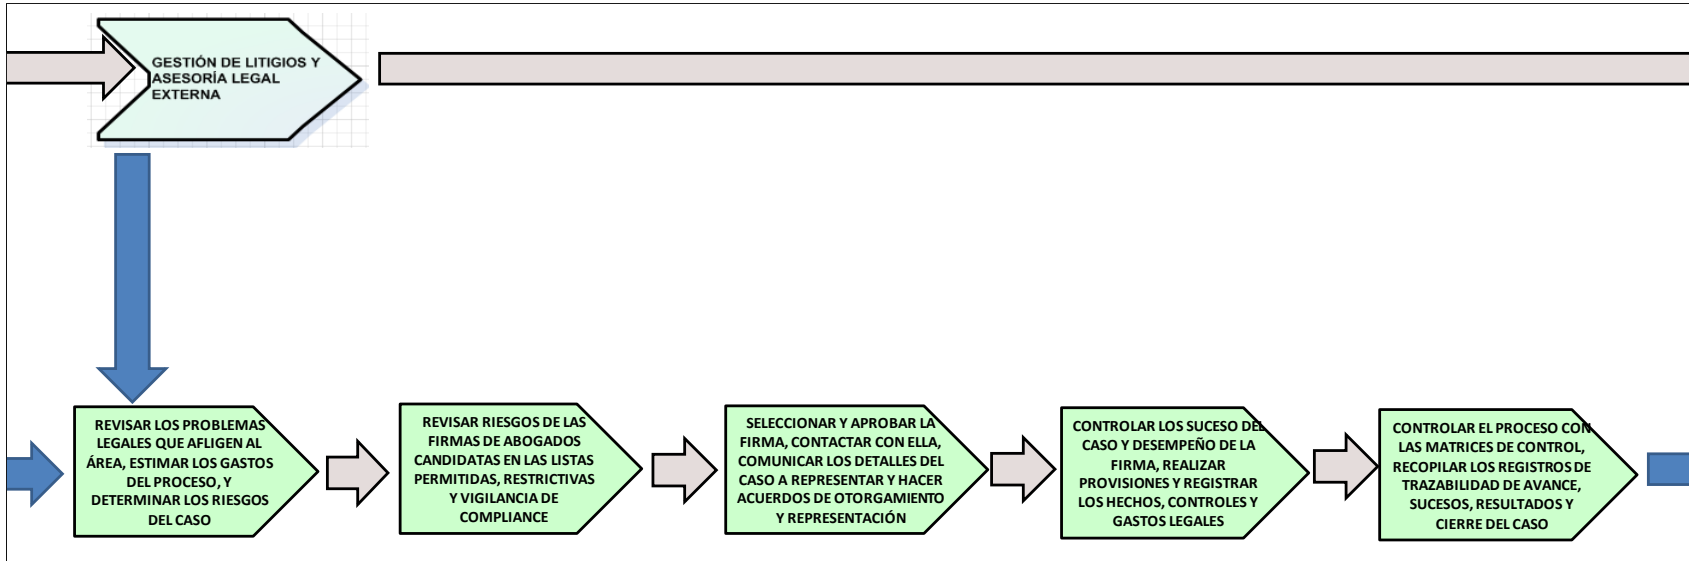 GESTIÓN DE LITIGIOS Y
ASESORÍA LEGAL
EXTERNA
REVISAR LOS PROBLEMAS
LEGALES QUE AFLIGEN AL
ÁREA, ESTIMAR LOS GASTOS
DEL PROCESO, Y
DETERMINAR LOS RIESGOS
DEL CASO
REVISAR RIESGOS DE LAS
FIRMAS DE ABOGADOS
CANDIDATAS EN LAS LISTAS
PERMITIDAS, RESTRICTIVAS
Y VIGILANCIA DE
COMPLIANCE
SELECCIONAR Y APROBAR LA
FIRMA, CONTACTAR CON ELLA,
COMUNICAR LOS DETALLES DEL
CASO A REPRESENTAR Y HACER
ACUERDOS DE OTORGAMIENTO
Y REPRESENTACIÓN
CONTROLAR LOS SUCESO DEL
CASO Y DESEMPEÑO DE LA
FIRMA, REALIZAR
PROVISIONES Y REGISTRAR
LOS HECHOS, CONTROLES Y
GASTOS LEGALES
CONTROLAR EL PROCESO CON
LAS MATRICES DE CONTROL,
RECOPILAR LOS REGISTROS DE
TRAZABILIDAD DE AVANCE,
SUCESOS, RESULTADOS Y
CIERRE DEL CASO